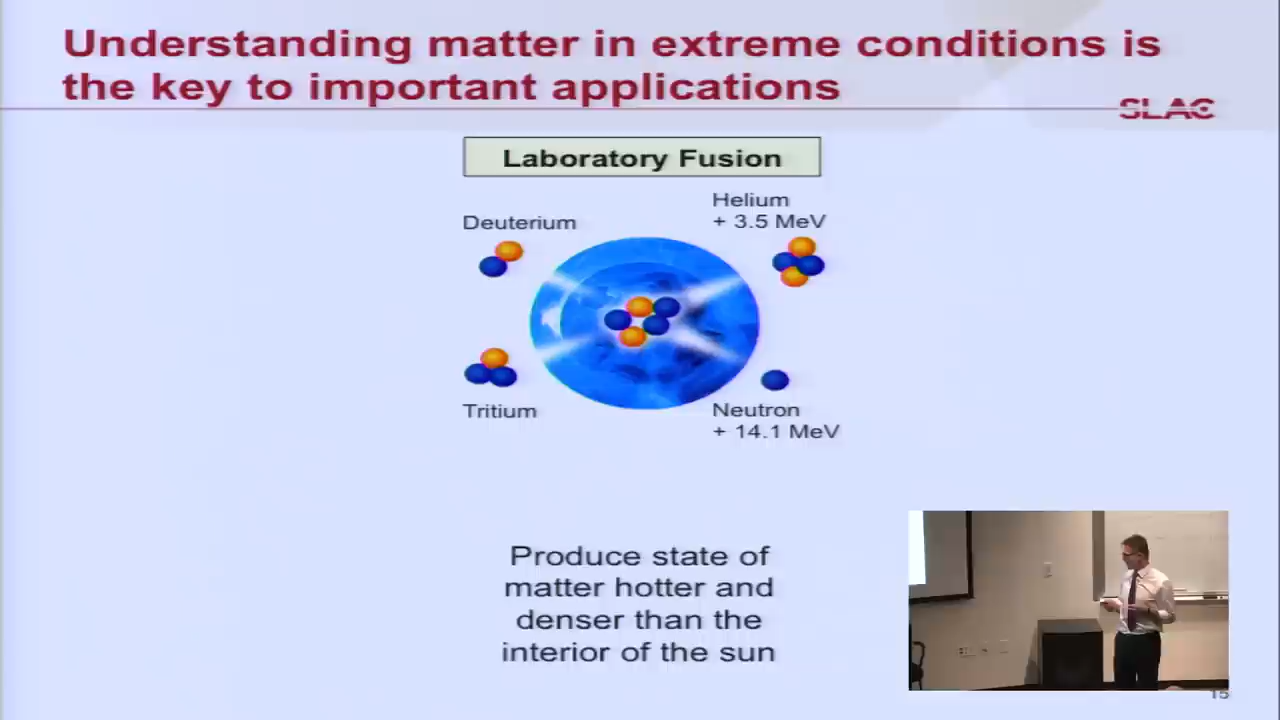 Understanding matter in extreme conditions is
the key to important applications
SLAC
Laboratory Fusion
Deuterium
Helium
+ 3.5 MeV
Tritium
Neutron
+ 14.1 MeV
Produce state of
matter hotter and
denser than the
interior of the sun
15